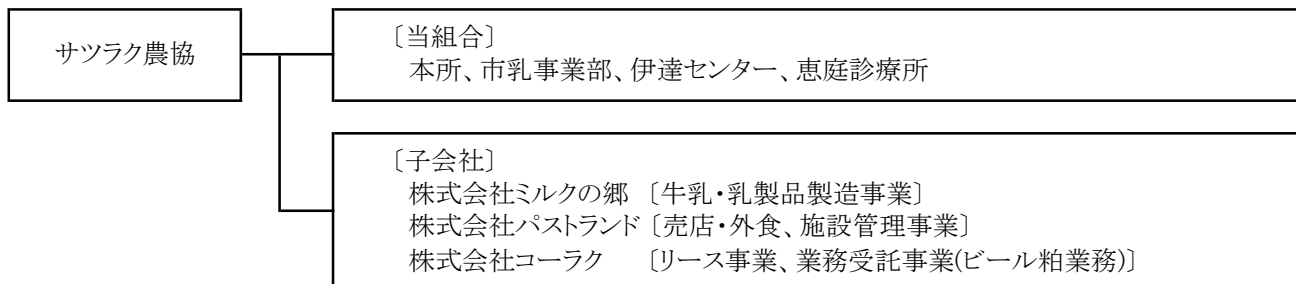 サツラク農協
〔当組合〕
本所、市乳事業部、伊達センター、恵庭診療所
〔子会社〕
株式会社ミルクの郷 〔牛乳・乳製品製造事業〕
株式会社パストランド〔売店・外食、施設管理事業〕
株式会社コーラク 〔リース事業、業務受託事業(ビール粕業務)〕